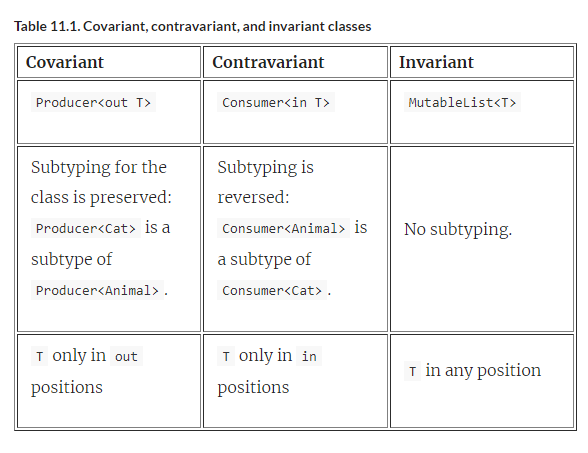 Table 11.1. Covariant, contravariant, and invariant classes
Covariant
Contravariant
Invariant
Producer<out T>
Consumer<in T>
MutableList<T>
Subtyping for the
class is preserved:
Producer<Cat> is a
subtype of
Producer<Animal> .
Subtyping is
reversed:
Consumer<Animal> is
a subtype of
Consumer<Cat> .
No subtyping.
T only in out
positions
T only in in
positions
T in any position